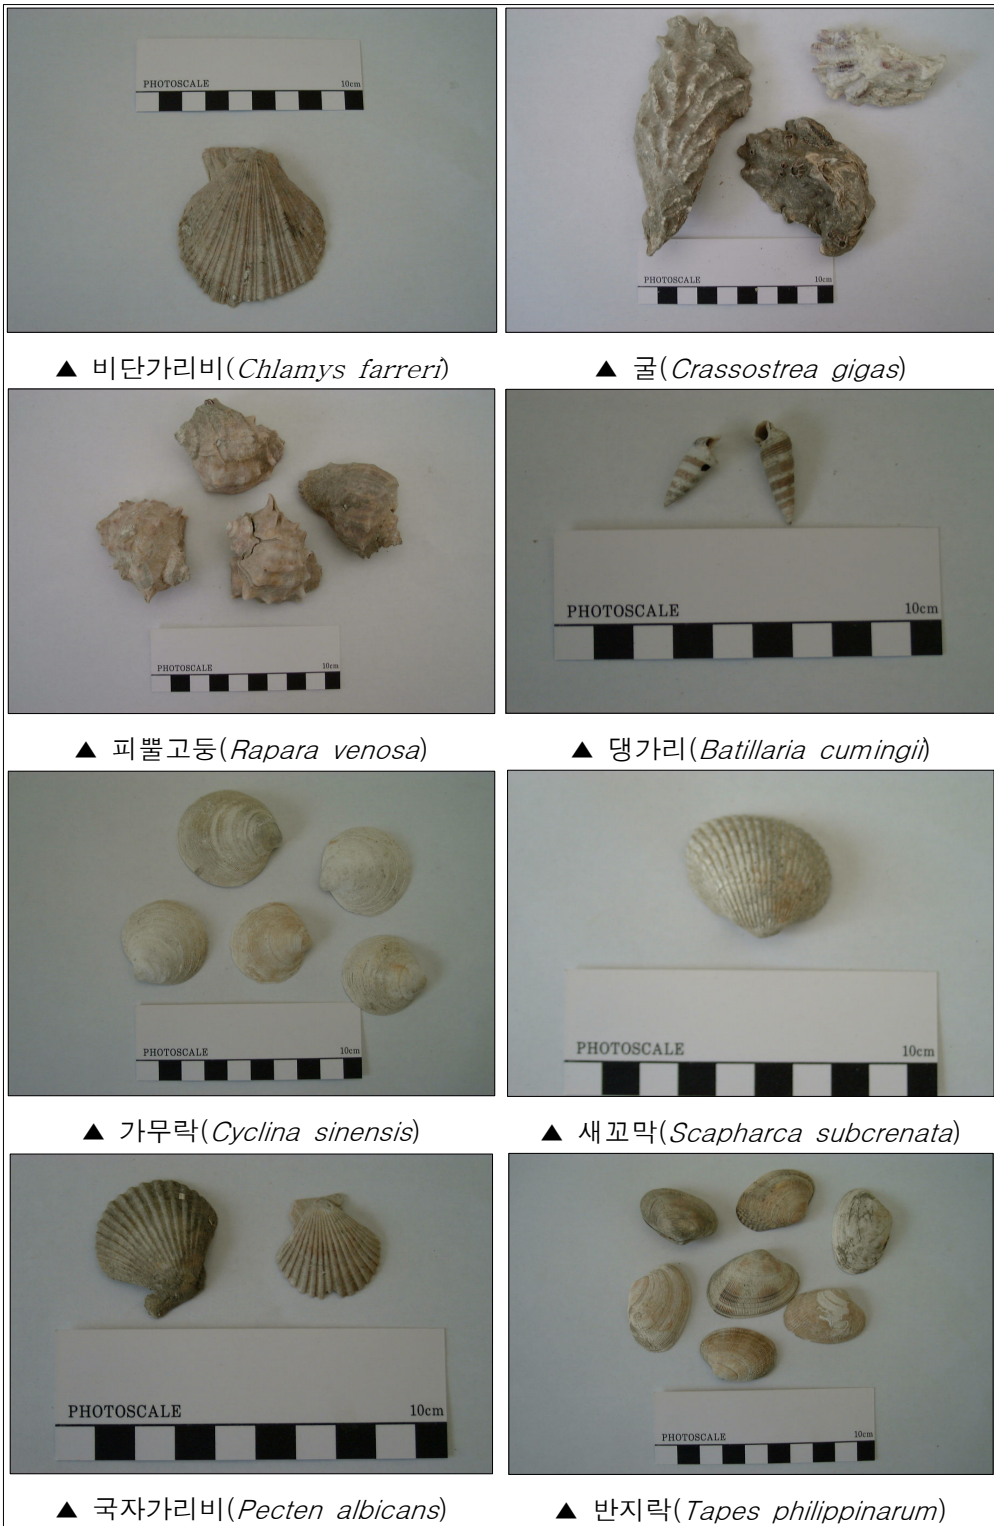 PHOTOSCALE 10cm
PHOTOSCALE 10cm
▲ 비단가리비(Chlamys farreri)
▲ 굴(Crassostrea gigas)
PHOTOSCALE 10cm
PHOTOSCALE 10cm
▲ 피뿔고둥(Rapara venosa)
▲ 댕가리(Batillaria cumingii)
PHOTOSCALE 10cm
PHOTOSCALE 10cm
▲ 가무락(Cyclina sinensis)
▲ 새꼬막(Scapharca subcrenata)
PHOTOSCALE 10cm
PHOTOSCALE 10cm
▲ 국자가리비(Pecten albicans)
▲ 반지락(Tapes philippinarum)